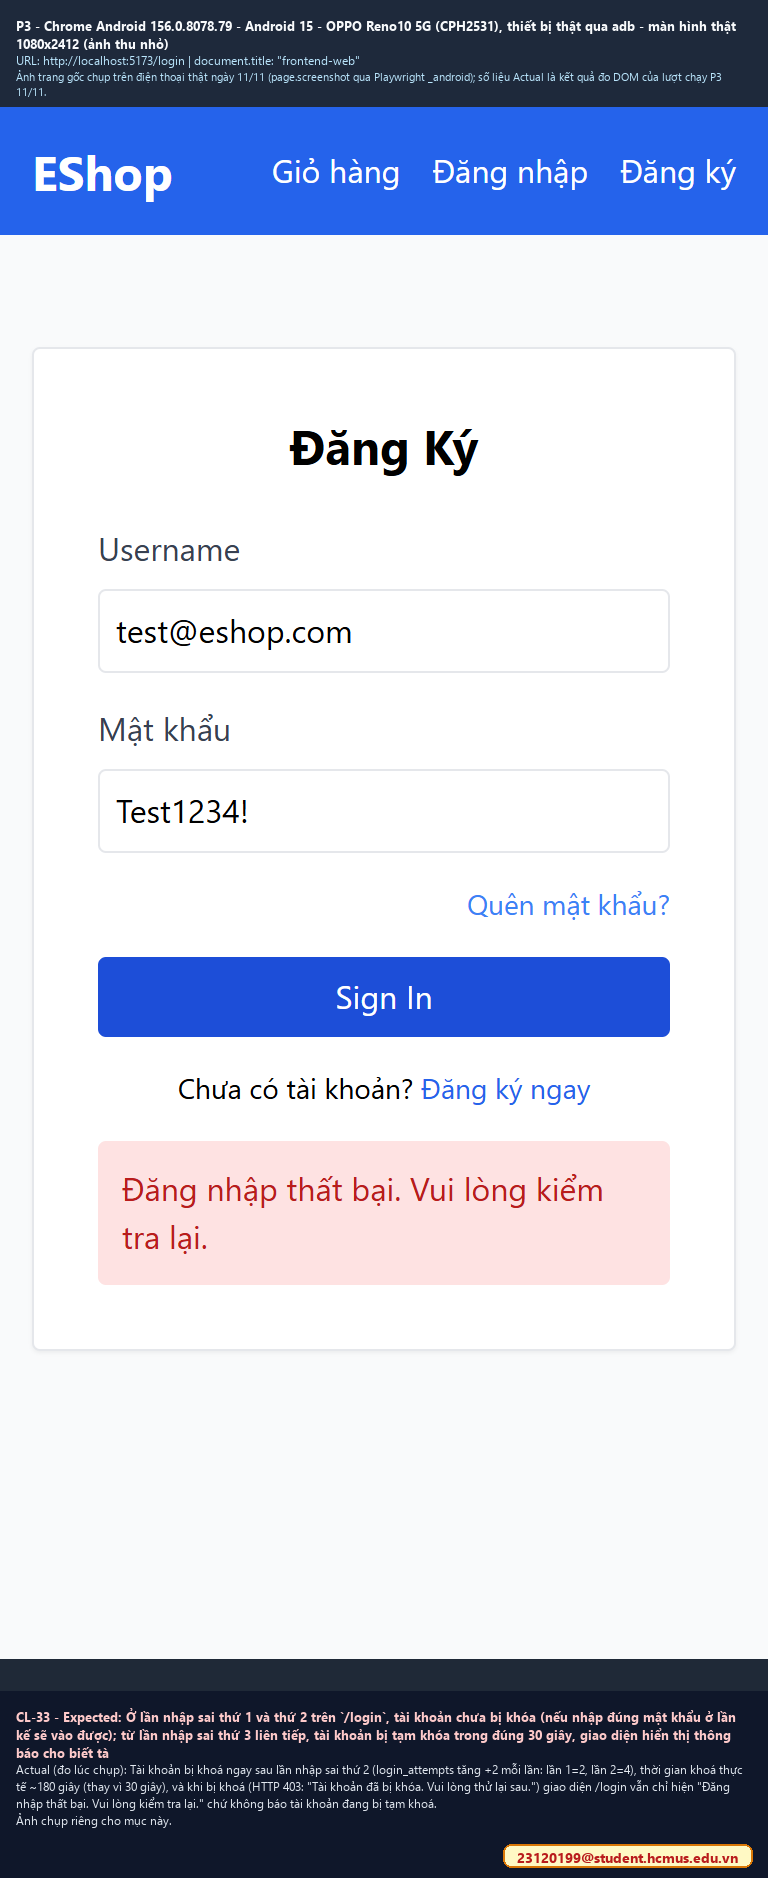 P3 - Chrome Android 156.0.8078.79 - Android 15 - OPPO Reno10 5G (CPH2531), thiết bị thật qua adb - màn hình thật
1080x2412 (ảnh thu nhỏ)
URL: http://localhost:5173/login | document.title: "frontend-web"
Ảnh trang gốc chụp trên điện thoại thật ngày 11/11 (page.screenshot qua Playwright _android); số liệu Actual là kết quả đo DOM của lượt chạy P3
11/11.
EShop
Giỏ hàng Đăng nhập Đăng ký
Đăng Ký
Username
test@eshop.com
Mật khẩu
Test1234!
Quên mật khẩu?
Sign In
Chưa có tài khoản? Đăng ký ngay
Đăng nhập thất bại. Vui lòng kiểm
tra lại.
CL-33 - Expected: Ở lần nhập sai thứ 1 và thứ 2 trên `/login`, tài khoản chưa bị khóa (nếu nhập đúng mật khẩu ở lần
kế sẽ vào được); từ lần nhập sai thứ 3 liên tiếp, tài khoản bị tạm khóa trong đúng 30 giây, giao diện hiển thị thông
báo cho biết tà
Actual (đo lúc chụp): Tài khoản bị khoá ngay sau lần nhập sai thứ 2 (login_attempts tăng +2 mỗi lần: lần 1=2, lần 2=4), thời gian khoá thực
tế ~180 giây (thay vì 30 giây), và khi bị khoá (HTTP 403: "Tài khoản đã bị khóa. Vui lòng thử lại sau.") giao diện /login vẫn chỉ hiện "Đăng
nhập thất bại. Vui lòng kiểm tra lại." chứ không báo tài khoản đang bị tạm khoá.
Ảnh chụp riêng cho mục này.
23120199@student.hcmus.edu.vn